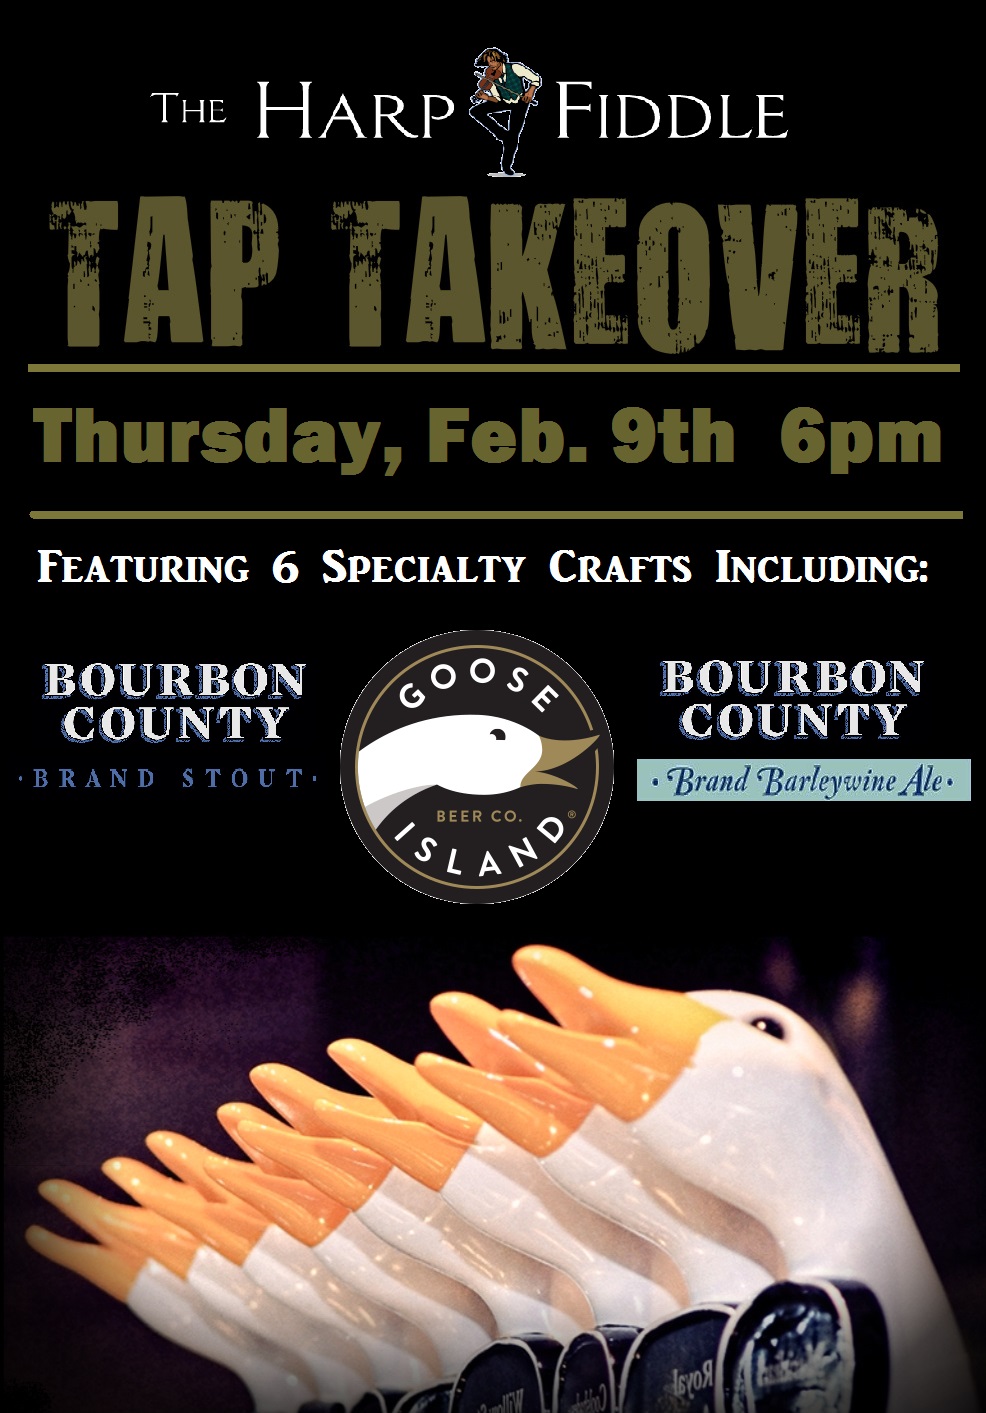 THE HARP FIDDLE
TAP TAKEOVER
Thursday, Feb. 9th 6pm
FEATURING 6 SPECIALTY CRAFTS INCLUDING:
BOURBON
COUNTY
· BRAND STOUT ·
GOOSE
BEER CO.
ISLAND®
BOURBON
COUNTY
· Brand Barleywine Ale ·
Royal